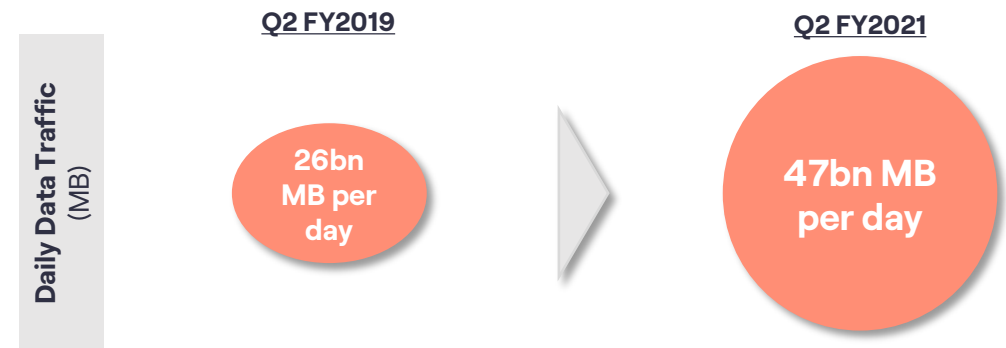 Q2 FY2019
Q2 FY2021
Daily Data Traffic
(MB)
26bn
MB per
day
47bn MB
per day